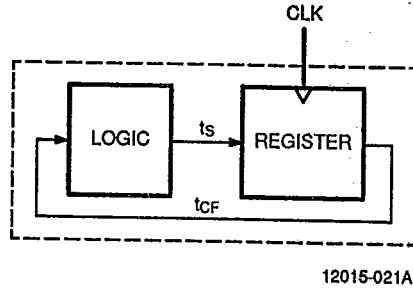 CLK
LOGIC
tS
REGISTER
tCF
12015-021A